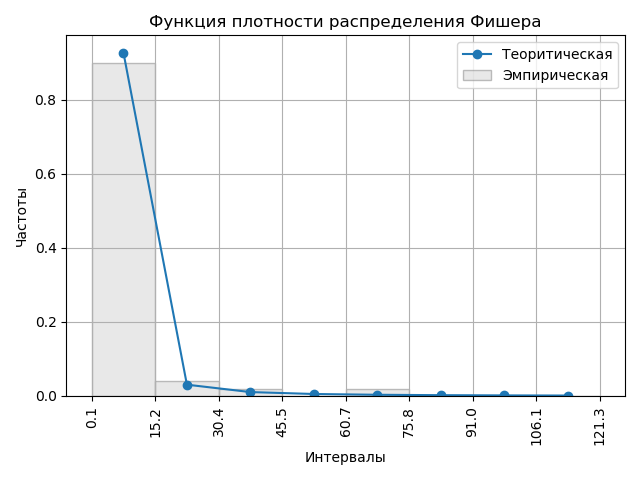 Функция плотности распределения Фишера
Теоритическая
Эмпирическая
Частоты
0.8
0.6
0.4
0.2
0.0
0.1 15.2 30.4 45.5 60.7 75.8 91.0 106.1 121.3
Интервалы